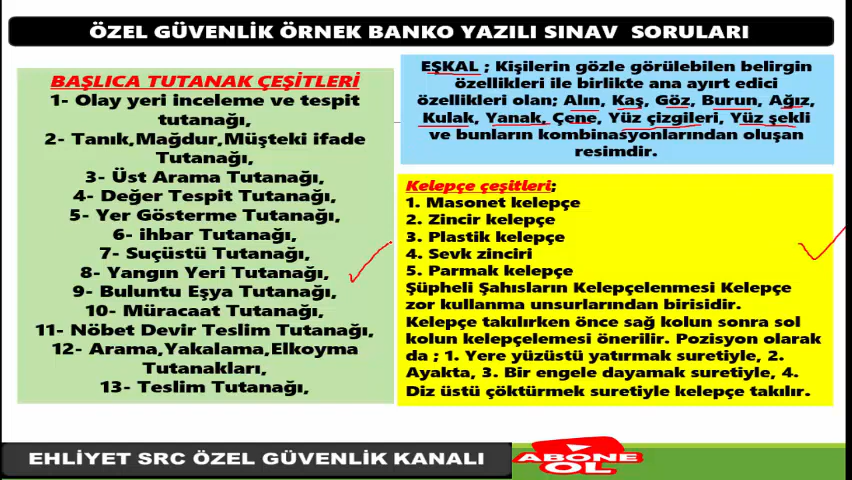 ÖZEL GÜVENLİK ÖRNEK BANKO YAZILI SINAV SORULARI
BAŞLICA TUTANAK ÇEŞİTLERİ
1- Olay yeri inceleme ve tespit
tutanağı,
2- Tanık,Mağdur,Müşteki ifade
Tutanağı,
3- Üst Arama Tutanağı,
4- Değer Tespit Tutanağı,
5- Yer Gösterme Tutanağı,
6- ihbar Tutanağı,
7- Suçüstü Tutanağı,
8- Yangın Yeri Tutanağı,
9- Buluntu Eşya Tutanağı,
10- Müracaat Tutanağı,
11- Nöbet Devir Teslim Tutanağı,
12- Arama,Yakalama,Elkoyma
Tutanakları,
13- Teslim Tutanağı,
EŞKAL ; Kişilerin gözle görülebilen belirgin
özellikleri ile birlikte ana ayırt edici
özellikleri olan; Alın, Kaş, Göz, Burun, Ağız,
Kulak, Yanak, Çene, Yüz çizgileri, Yüz şekli
ve bunların kombinasyonlarından oluşan
resimdir.
Kelepçe çeşitleri;
1. Masonet kelepçe
2. Zincir kelepçe
3. Plastik kelepçe
4. Sevk zinciri
5. Parmak kelepçe
Şüpheli Şahısların Kelepçelenmesi Kelepçe
zor kullanma unsurlarından birisidir.
Kelepçe takılırken önce sağ kolun sonra sol
kolun kelepçelemesi önerilir. Pozisyon olarak
da ; 1. Yere yüzüstü yatırmak suretiyle, 2.
Ayakta, 3. Bir engele dayamak suretiyle, 4.
Diz üstü çöktürmek suretiyle kelepçe takılır.
EHLİYET SRC ÖZEL GÜVENLİK KANALI
ABONE
OL